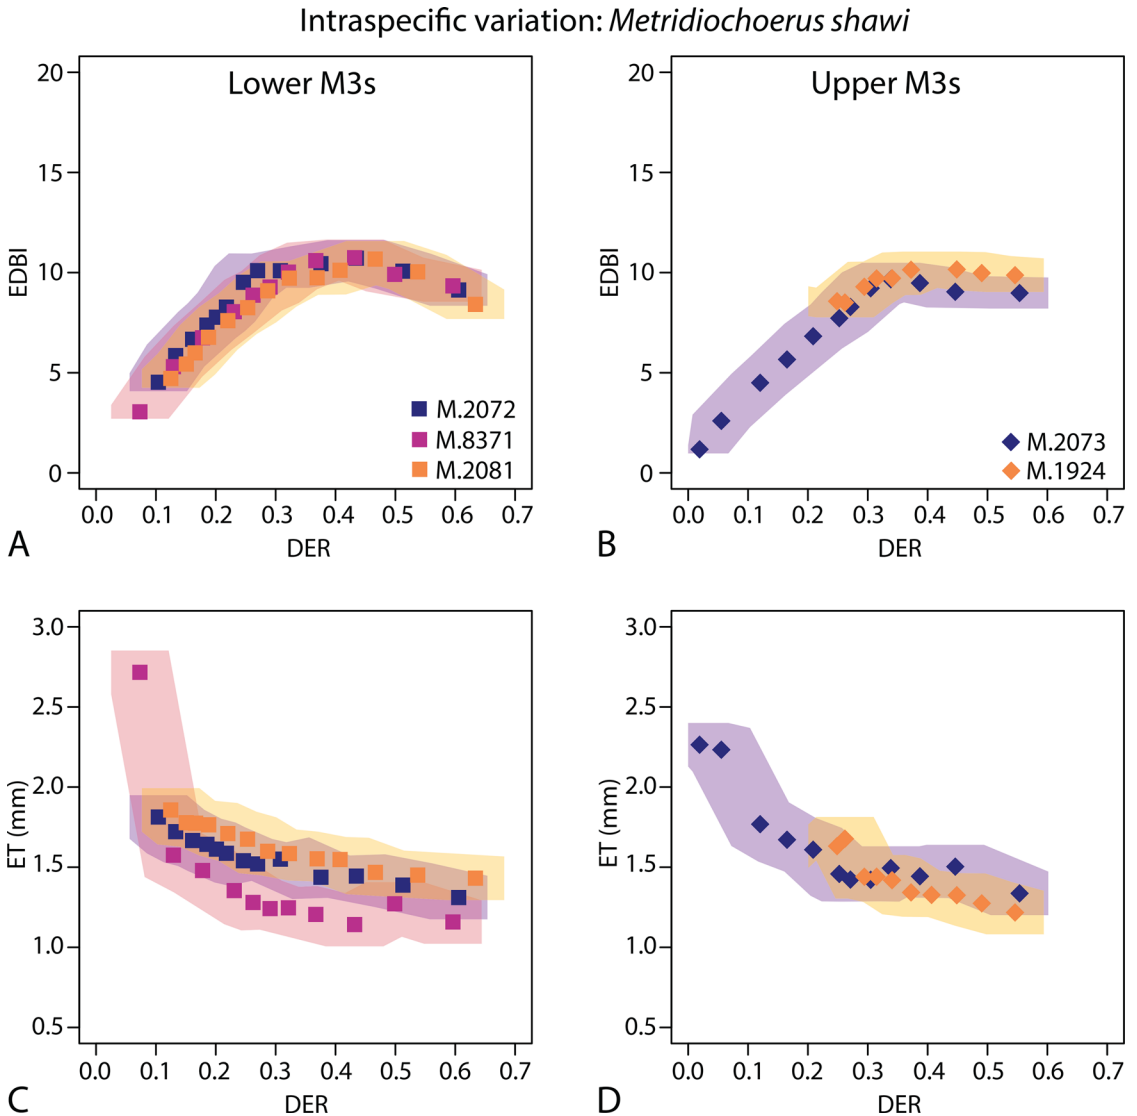 Intraspecific variation: Metridiochoerus shawi
Lower M3s
20
15
10
5
0
EDBI
M.2072
M.8371
M.2081
0.0 0.1 0.2 0.3 0.4 0.5 0.6 0.7
A
DER
Upper M3s
20
15
10
5
0
EDBI
M.2073
M.1924
0.0 0.1 0.2 0.3 0.4 0.5 0.6 0.7
B
DER
3.0
2.5
2.0
1.5
1.0
0.5
ET (mm)
0.0 0.1 0.2 0.3 0.4 0.5 0.6 0.7
C
DER
3.0
2.5
2.0
1.5
1.0
0.5
ET (mm)
0.0 0.1 0.2 0.3 0.4 0.5 0.6 0.7
D
DER